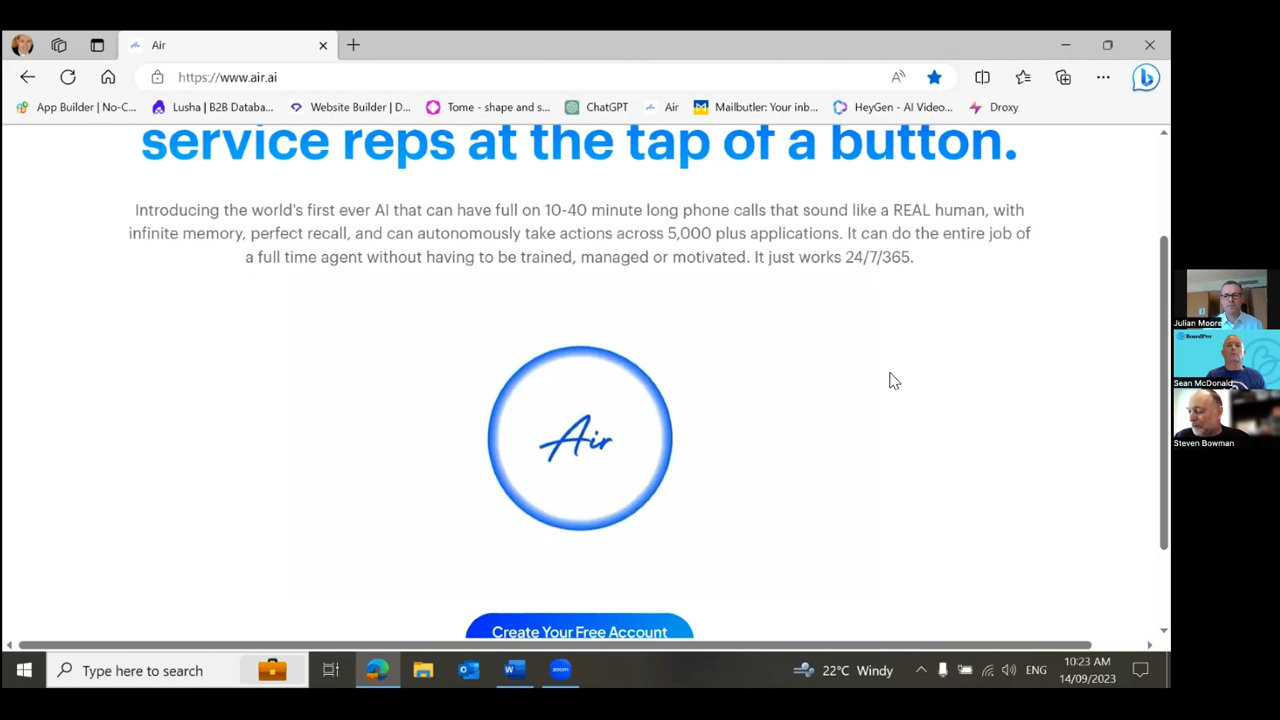 Air
https://www.air.ai
App Builder | No-C...
Lusha | B2B Databa...
Website Builder | D...
Tome - shape and s...
ChatGPT
Air
Mailbutler: Your inb...
HeyGen - AI Video...
Droxy
service reps at the tap of a button.
Introducing the world's first ever AI that can have full on 10-40 minute long phone calls that sound like a REAL human, with
infinite memory, perfect recall, and can autonomously take actions across 5,000 plus applications. It can do the entire job of
a full time agent without having to be trained, managed or motivated. It just works 24/7/365.
Air
Create Your Free Account
BoardPro
Julian Moore
Sean McDonald
Steven Bowman
Type here to search
zoom
22°C Windy
ENG
10:23 AM
14/09/2023